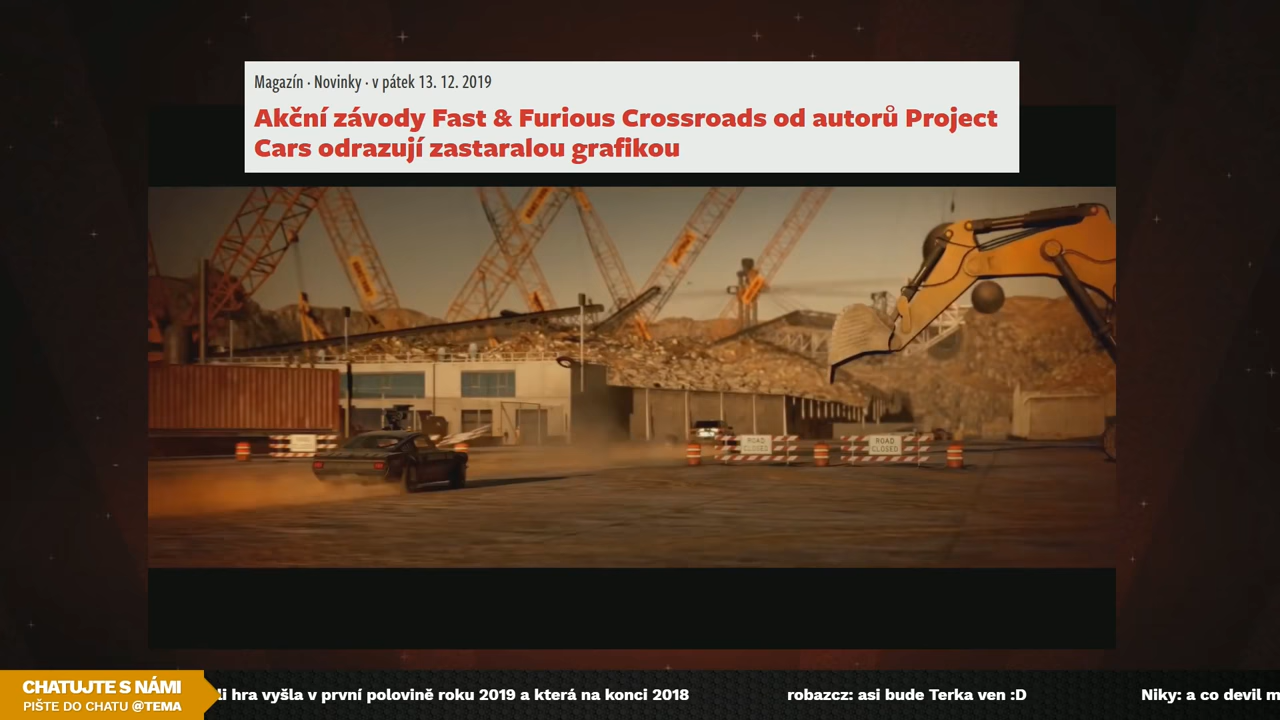 Magazín · Novinky · v pátek 13. 12. 2019
Akční závody Fast & Furious Crossroads od autorů Project
Cars odrazují zastaralou grafikou
ROAD
CLOSED
ROAD
CLOSED
CHATUJTE S NÁMI
PIŠTE DO CHATU @TEMA
li hra vyšla v první polovině roku 2019 a která na konci 2018
robazcz: asi bude Terka ven :D
Niky: a co devil m